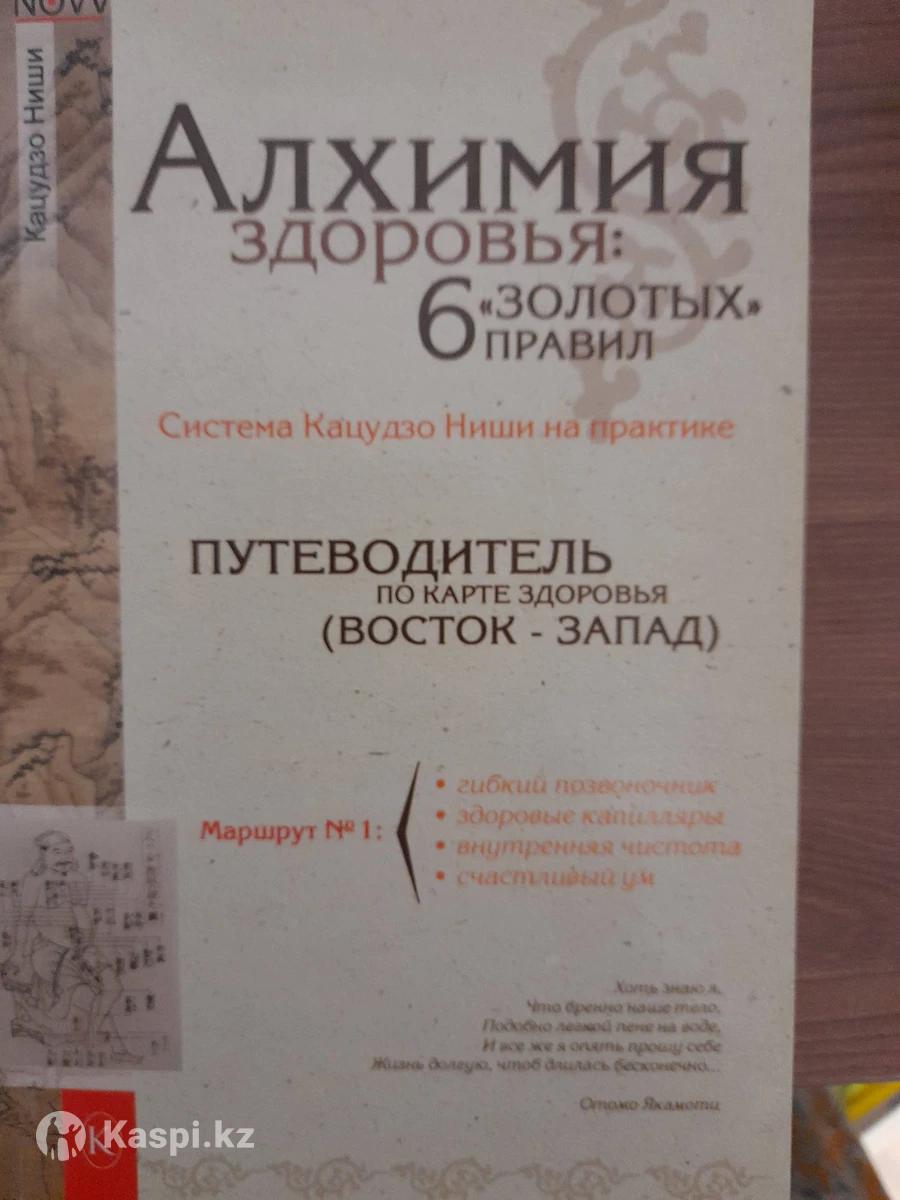 NOVV
Кацудзо Ниши
Алхимия
здоровья:
6 «золотых»
правил
Система Кацудзо Ниши на практике
ПУТЕВОДИТЕЛЬ
ПО КАРТЕ ЗДОРОВЬЯ
(ВОСТОК - ЗАПАД)
Маршрут № 1:
• гибкий позвоночник
• здоровые капилляры
• внутренняя чистота
• счастливый ум
Хоть знаю я,
Что бренно наше тело,
Подобно легкой пене на воде,
И все же я опять прошу себе
Жизнь долгую, чтоб длилась бесконечно...
Отомо Якамоти
К
Kaspi.kz